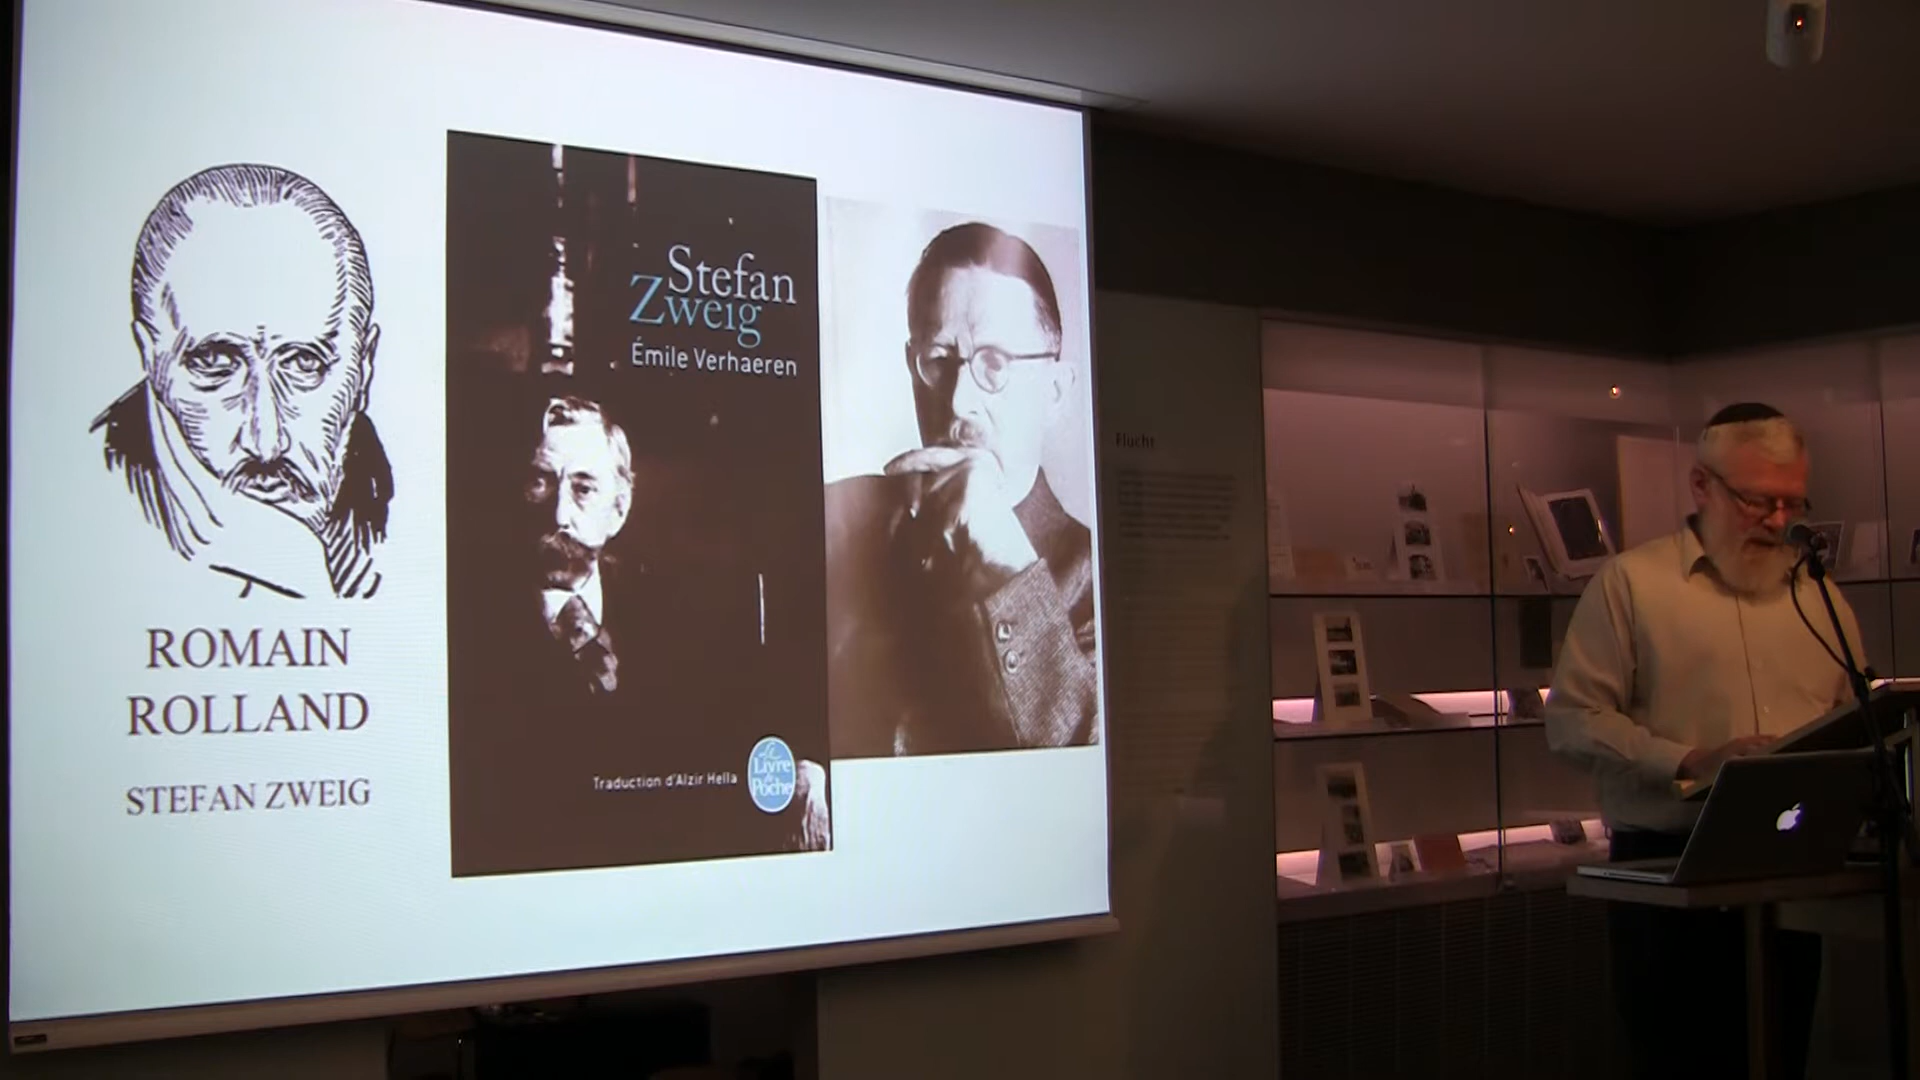 ROMAIN
ROLLAND
STEFAN ZWEIG
Stefan
Zweig
Émile Verhaeren
Traduction d'Alzir Hella
Le
Livre
de
Poche
Flucht